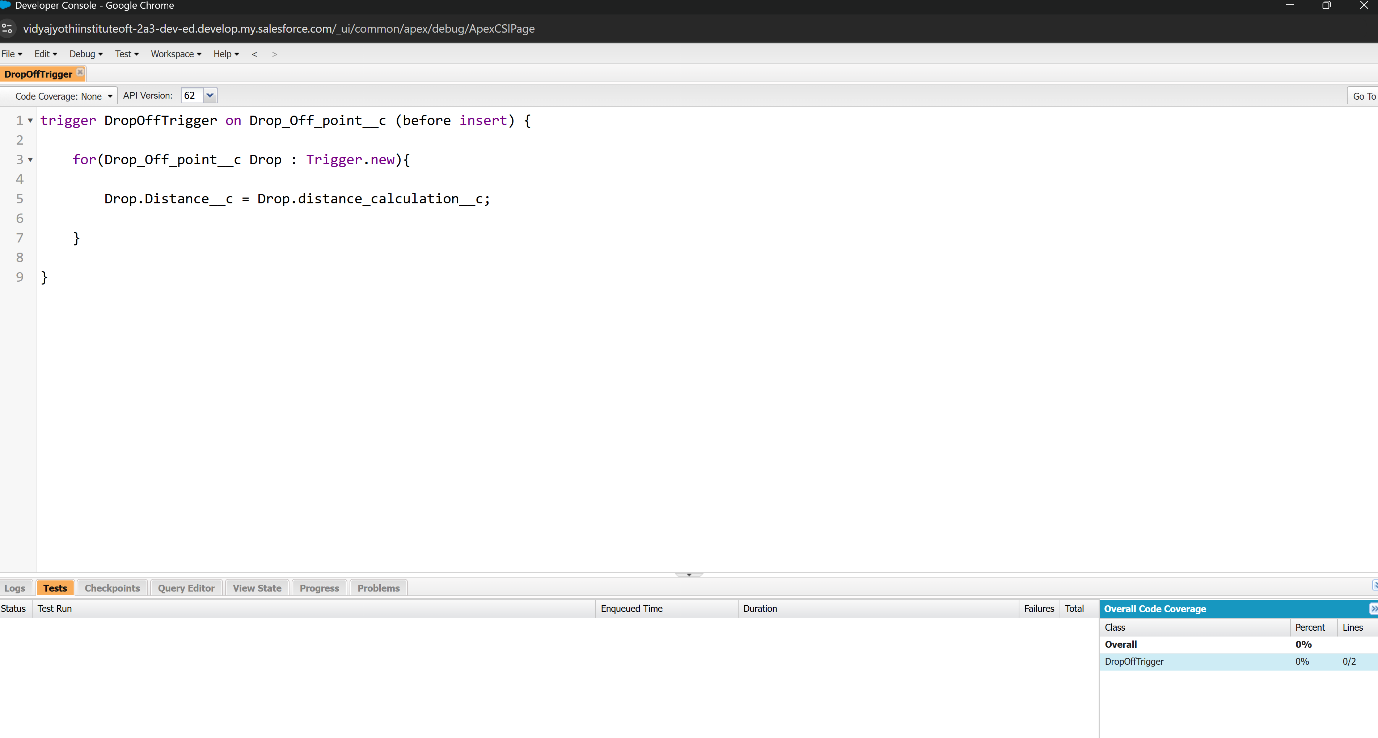 Developer Console - Google Chrome
vidyajyothiinstituteoft-2a3-dev-ed.develop.my.salesforce.com/_ui/common/apex/debug/ApexCSIPage
File Edit Debug Test Workspace Help < >
DropOffTrigger
Code Coverage: None API Version: 62 Go To
1 trigger DropOffTrigger on Drop_Off_point__c (before insert) {
2
3 for(Drop_Off_point__c Drop : Trigger.new){
4
5 Drop.Distance__c = Drop.distance_calculation__c;
6
7 }
8
9 }
Logs Tests Checkpoints Query Editor View State Progress Problems
Status Test Run Enqueued Time Duration Failures Total Overall Code Coverage
Class Percent Lines
Overall 0%
DropOffTrigger 0% 0/2